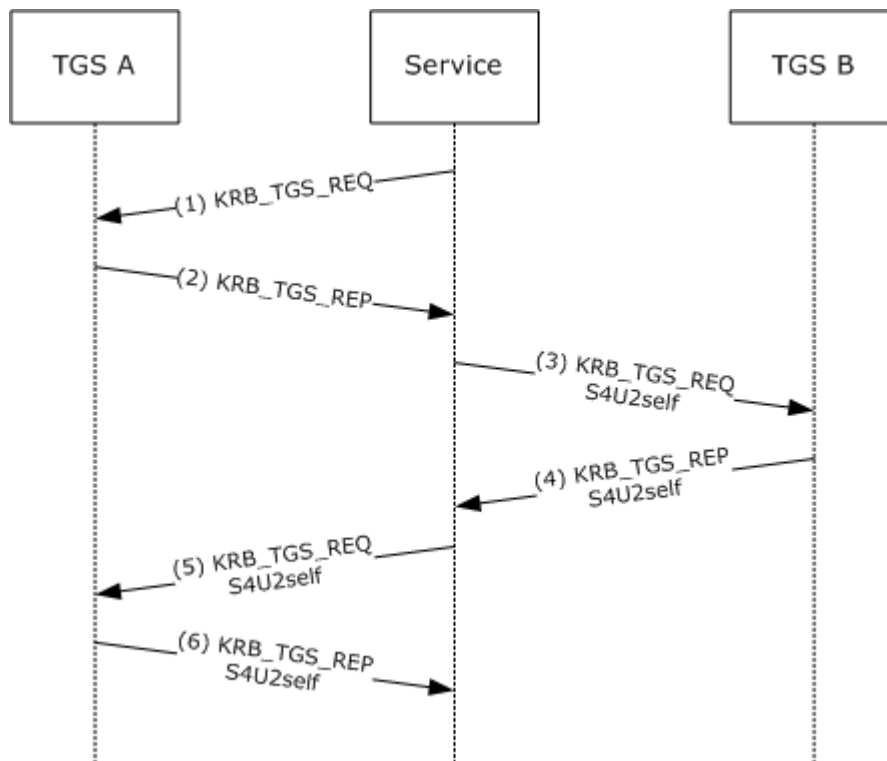 TGS A
Service
TGS B
(1) KRB_TGS_REQ
(2) KRB_TGS_REP
(3) KRB_TGS_REQ
S4U2self
(4) KRB_TGS_REP
S4U2self
(5) KRB_TGS_REQ
S4U2self
(6) KRB_TGS_REP
S4U2self